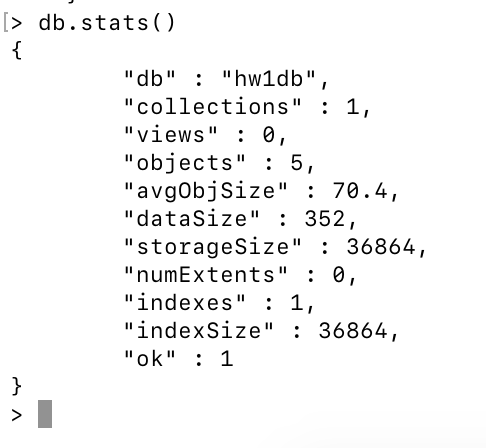 [> db.stats()
{
        "db" : "hw1db",
        "collections" : 1,
        "views" : 0,
        "objects" : 5,
        "avgObjSize" : 70.4,
        "dataSize" : 352,
        "storageSize" : 36864,
        "numExtents" : 0,
        "indexes" : 1,
        "indexSize" : 36864,
        "ok" : 1
}
>